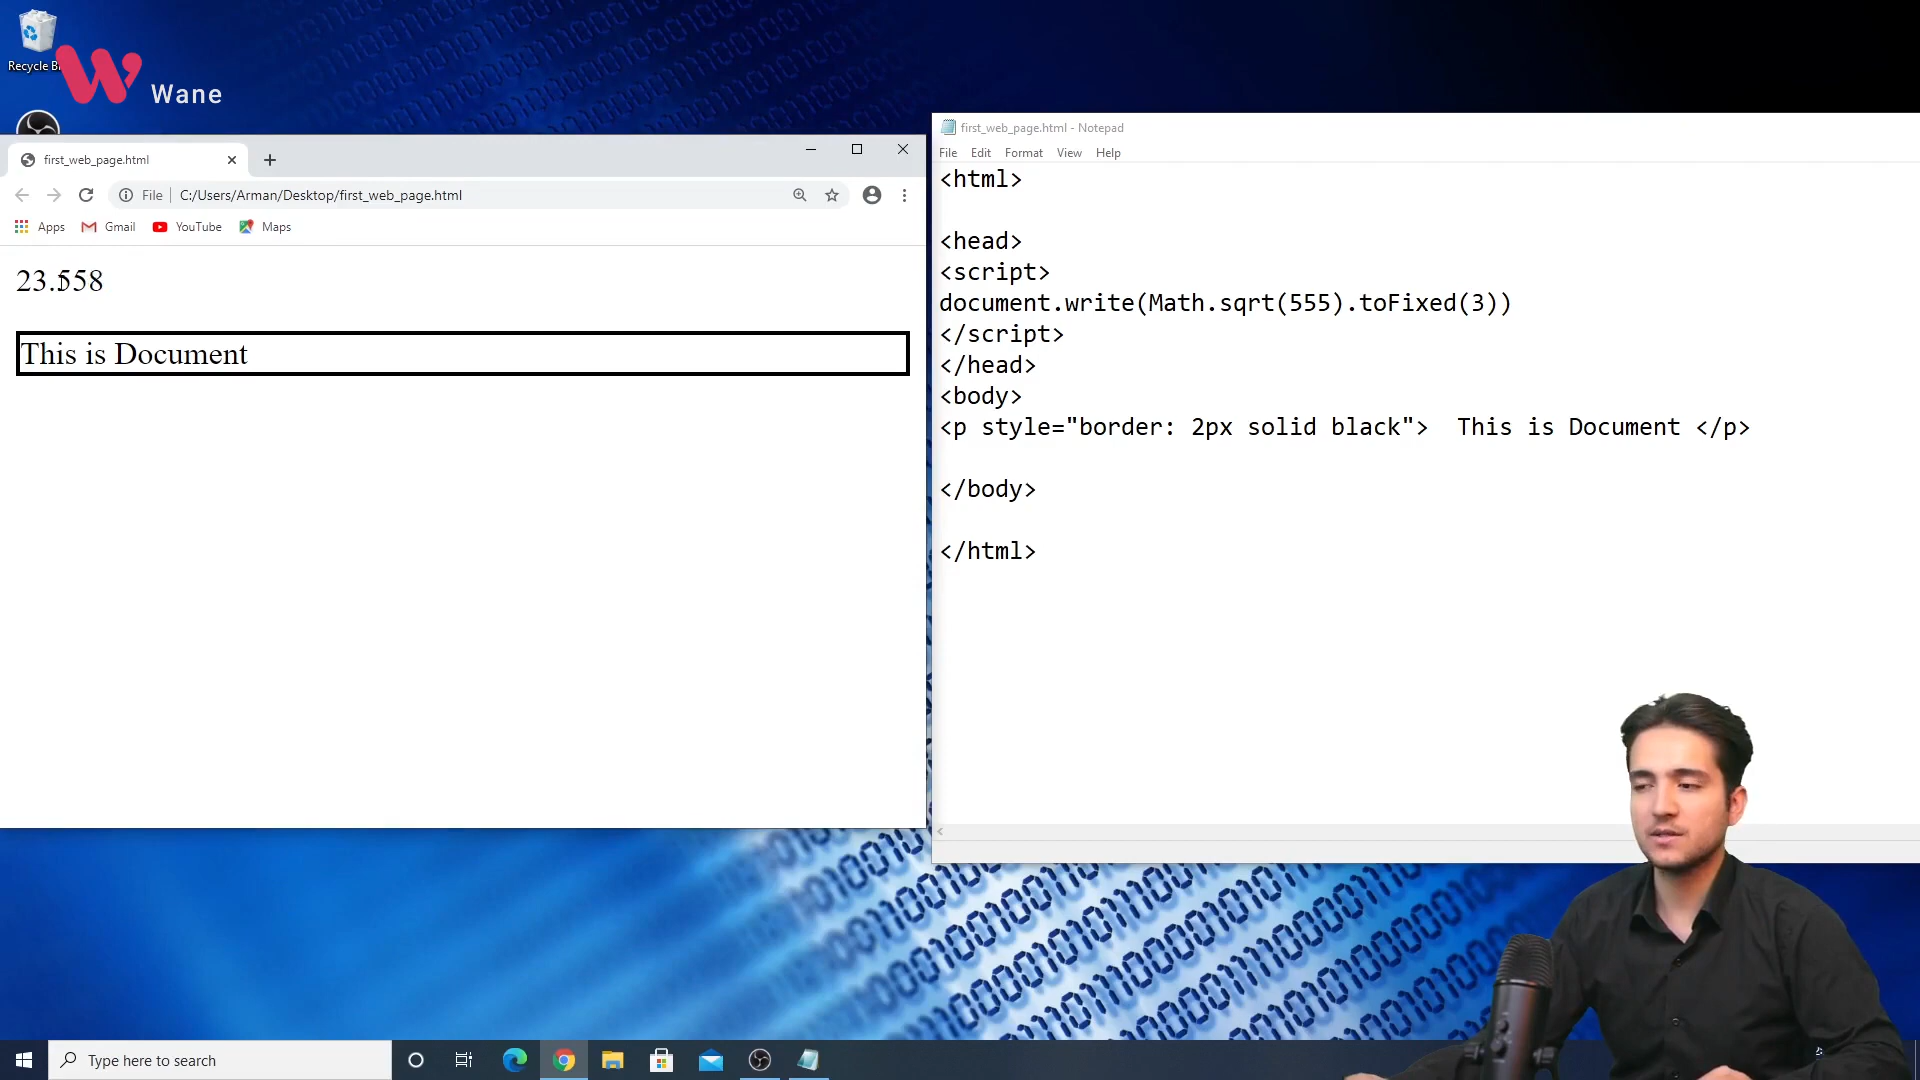 Recycle B
Wane
first_web_page.html
File
C:/Users/Arman/Desktop/first_web_page.html
Apps
Gmail
YouTube
Maps
23.558
This is Document
first_web_page.html - Notepad
File Edit Format View Help
<html>
<head>
<script>
document.write(Math.sqrt(555).toFixed(3))
</script>
</head>
<body>
<p style="border: 2px solid black">  This is Document </p>
</body>
</html>
Type here to search